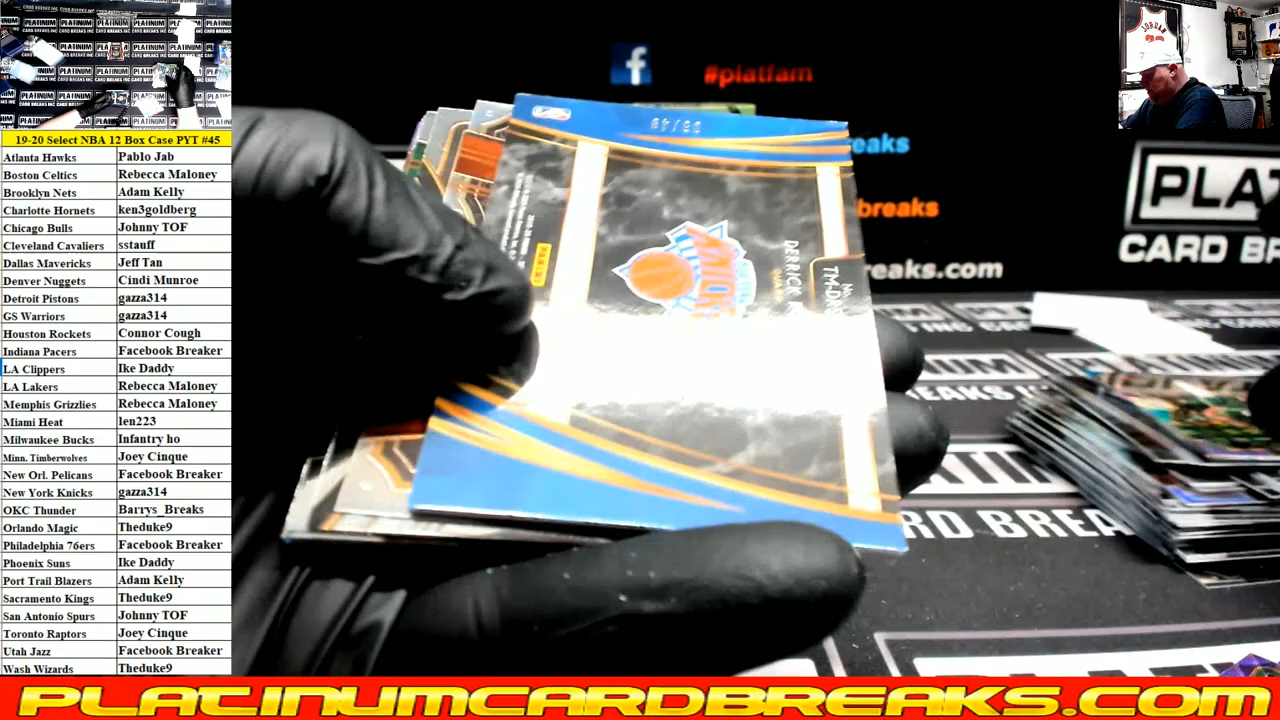 19-20 Select NBA 12 Box Case PYT #45
Atlanta Hawks Pablo Jab
Boston Celtics Rebecca Maloney
Brooklyn Nets Adam Kelly
Charlotte Hornets ken3goldberg
Chicago Bulls Johnny TOF
Cleveland Cavaliers sstauff
Dallas Mavericks Jeff Tan
Denver Nuggets Cindi Munroe
Detroit Pistons gazza314
GS Warriors gazza314
Houston Rockets Connor Cough
Indiana Pacers Facebook Breaker
LA Clippers Ike Daddy
LA Lakers Rebecca Maloney
Memphis Grizzlies Rebecca Maloney
Miami Heat len223
Milwaukee Bucks Infantry ho
Minn. Timberwolves Joey Cinque
New Orl. Pelicans Facebook Breaker
New York Knicks gazza314
OKC Thunder Barrys_Breaks
Orlando Magic Theduke9
Philadelphia 76ers Facebook Breaker
Phoenix Suns Ike Daddy
Port Trail Blazers Adam Kelly
Sacramento Kings Theduke9
San Antonio Spurs Johnny TOF
Toronto Raptors Joey Cinque
Utah Jazz Facebook Breaker
Wash Wizards Theduke9
f #platfam
eaks
breaks
reaks.com
PLA
CARD B
DERRICK
No.
TM-DR
PANINI
JORDAN
ARD BREA
PLATINUMCARDBREAKS.COM